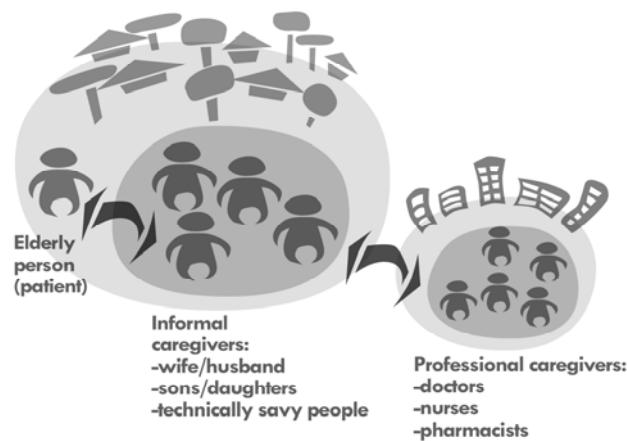 Elderly
person
(patient)
Informal
caregivers:
-wife/husband
-sons/daughters
-technically savy people
Professional caregivers:
-doctors
-nurses
-pharmacists